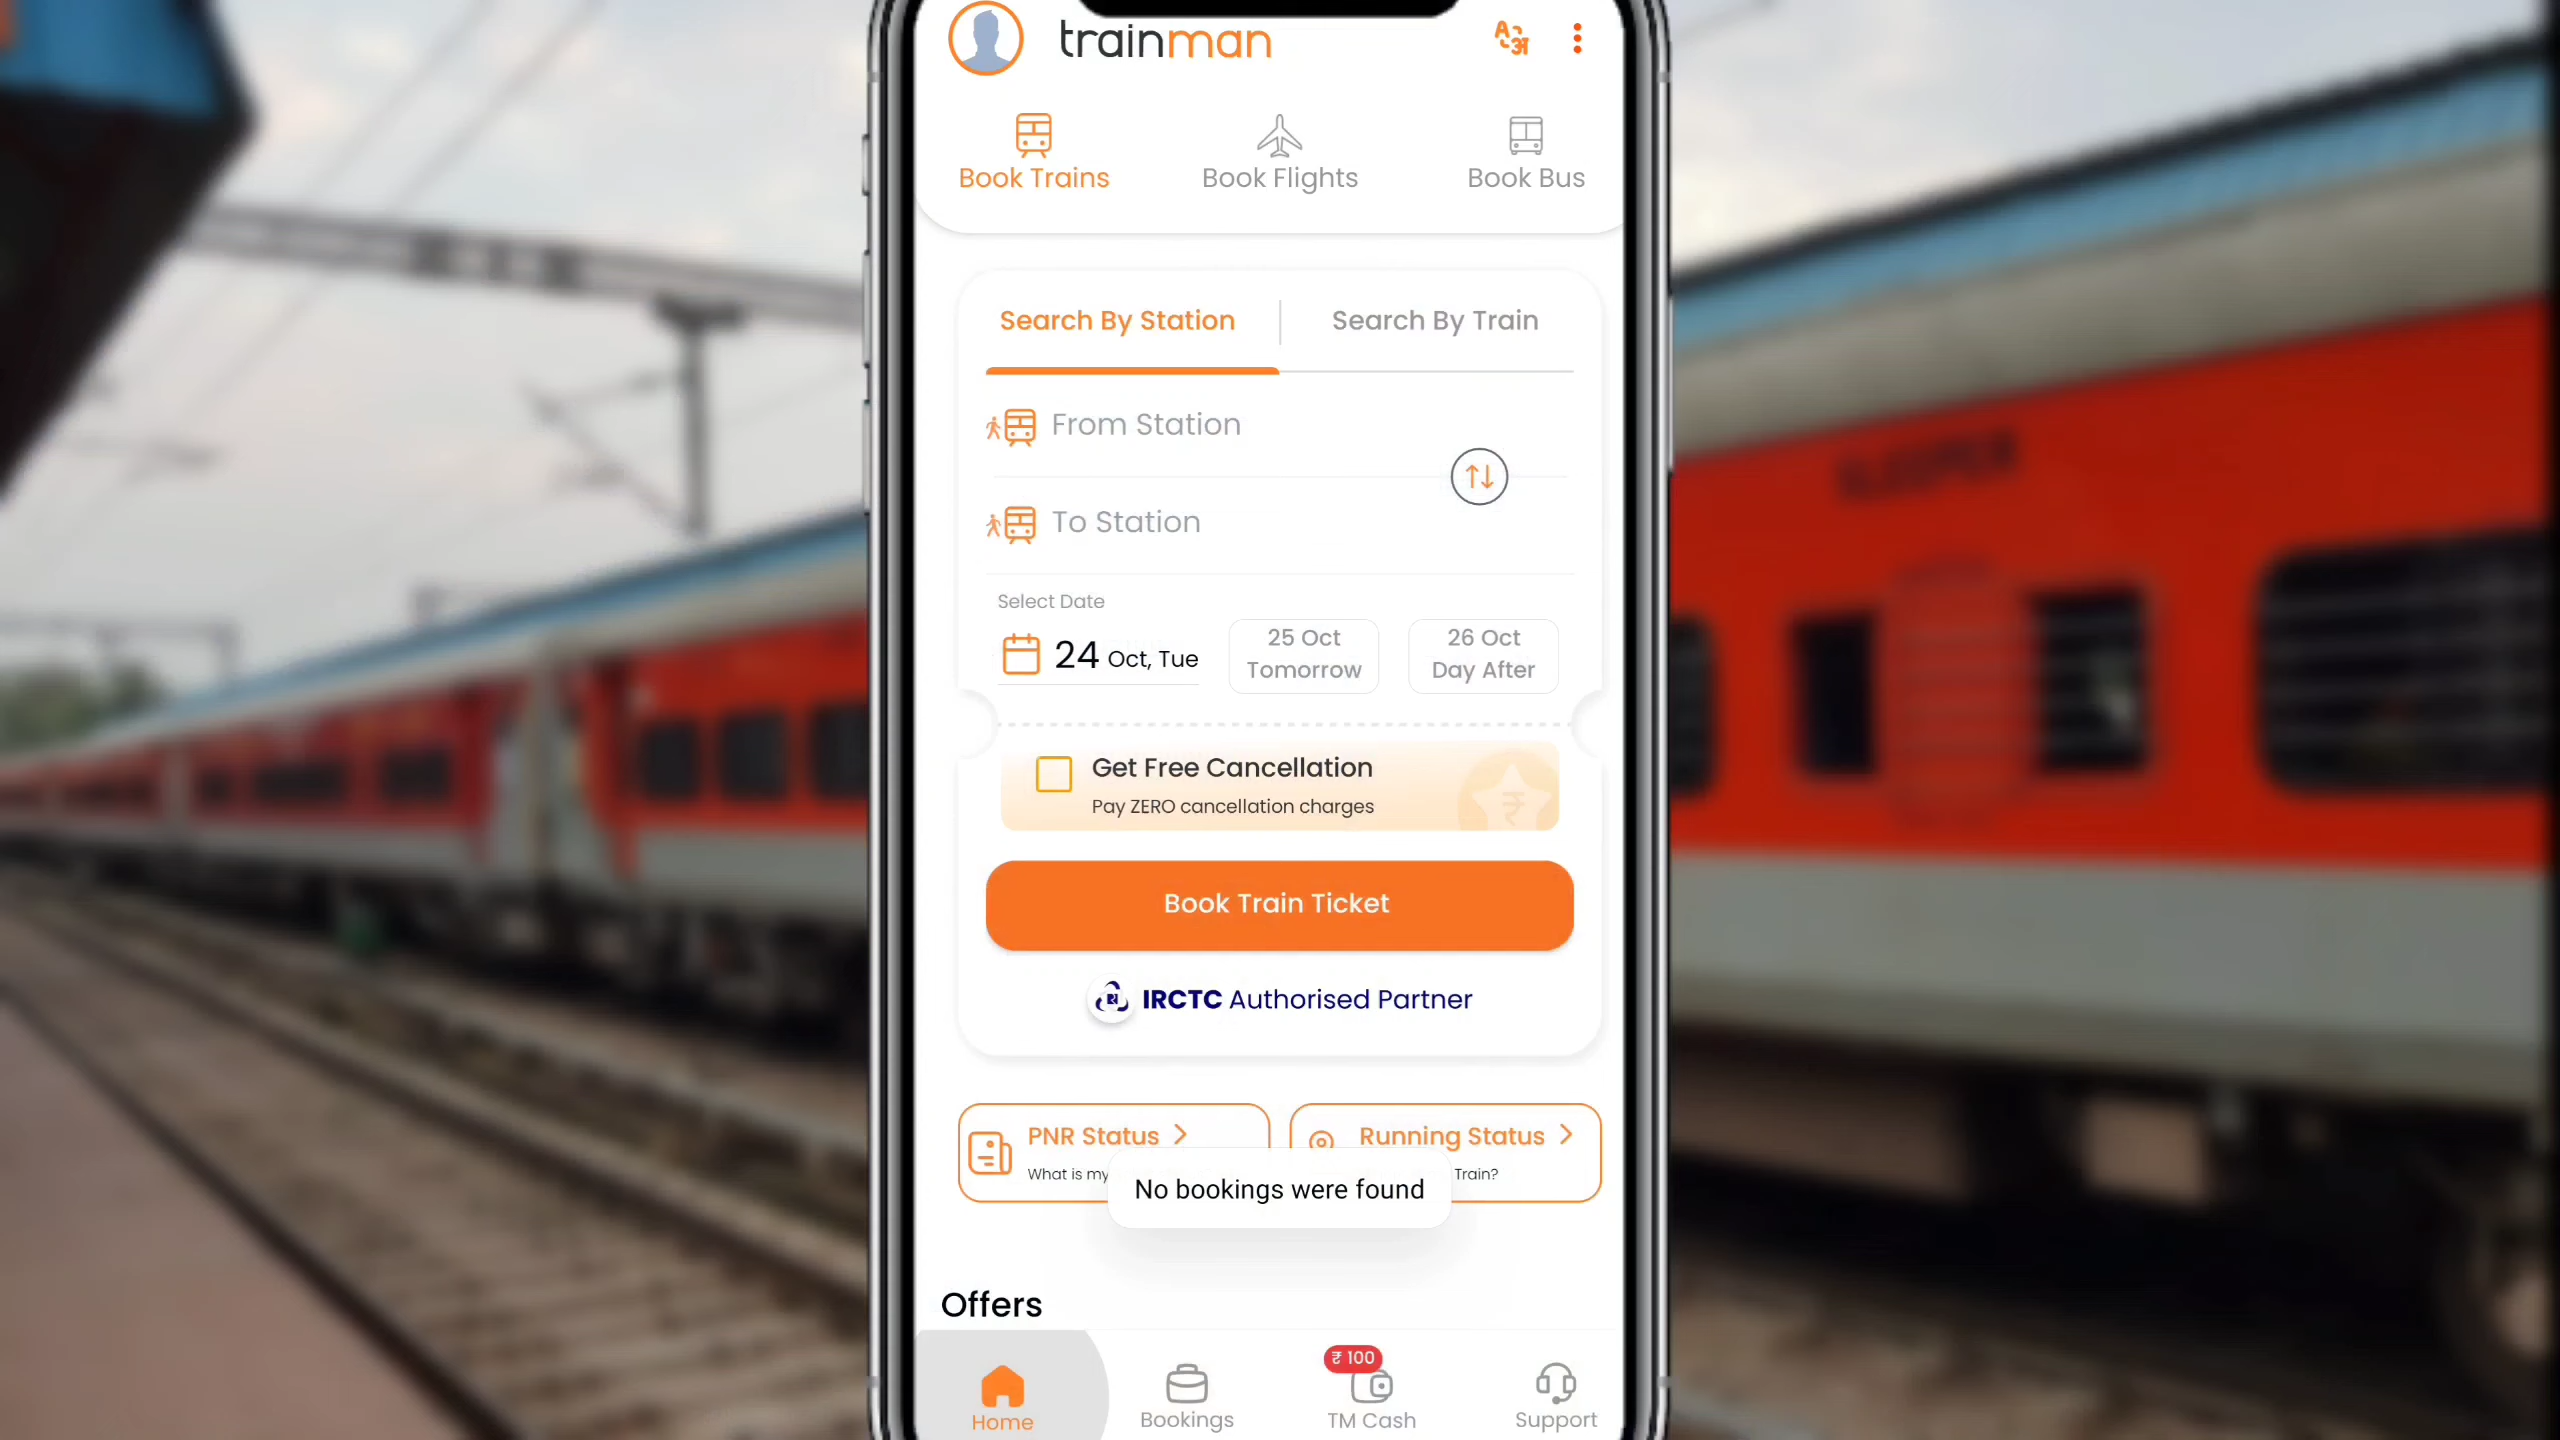 trainman
Book Trains
Book Flights
Book Bus
Search By Station
Search By Train
From Station
To Station
Select Date
24 Oct, Tue
25 Oct
Tomorrow
26 Oct
Day After
Get Free Cancellation
Pay ZERO cancellation charges
Book Train Ticket
IRCTC Authorised Partner
PNR Status
What is my
Running Status
Train?
No bookings were found
Offers
Home
Bookings
₹ 100
TM Cash
Support
SLEEPER